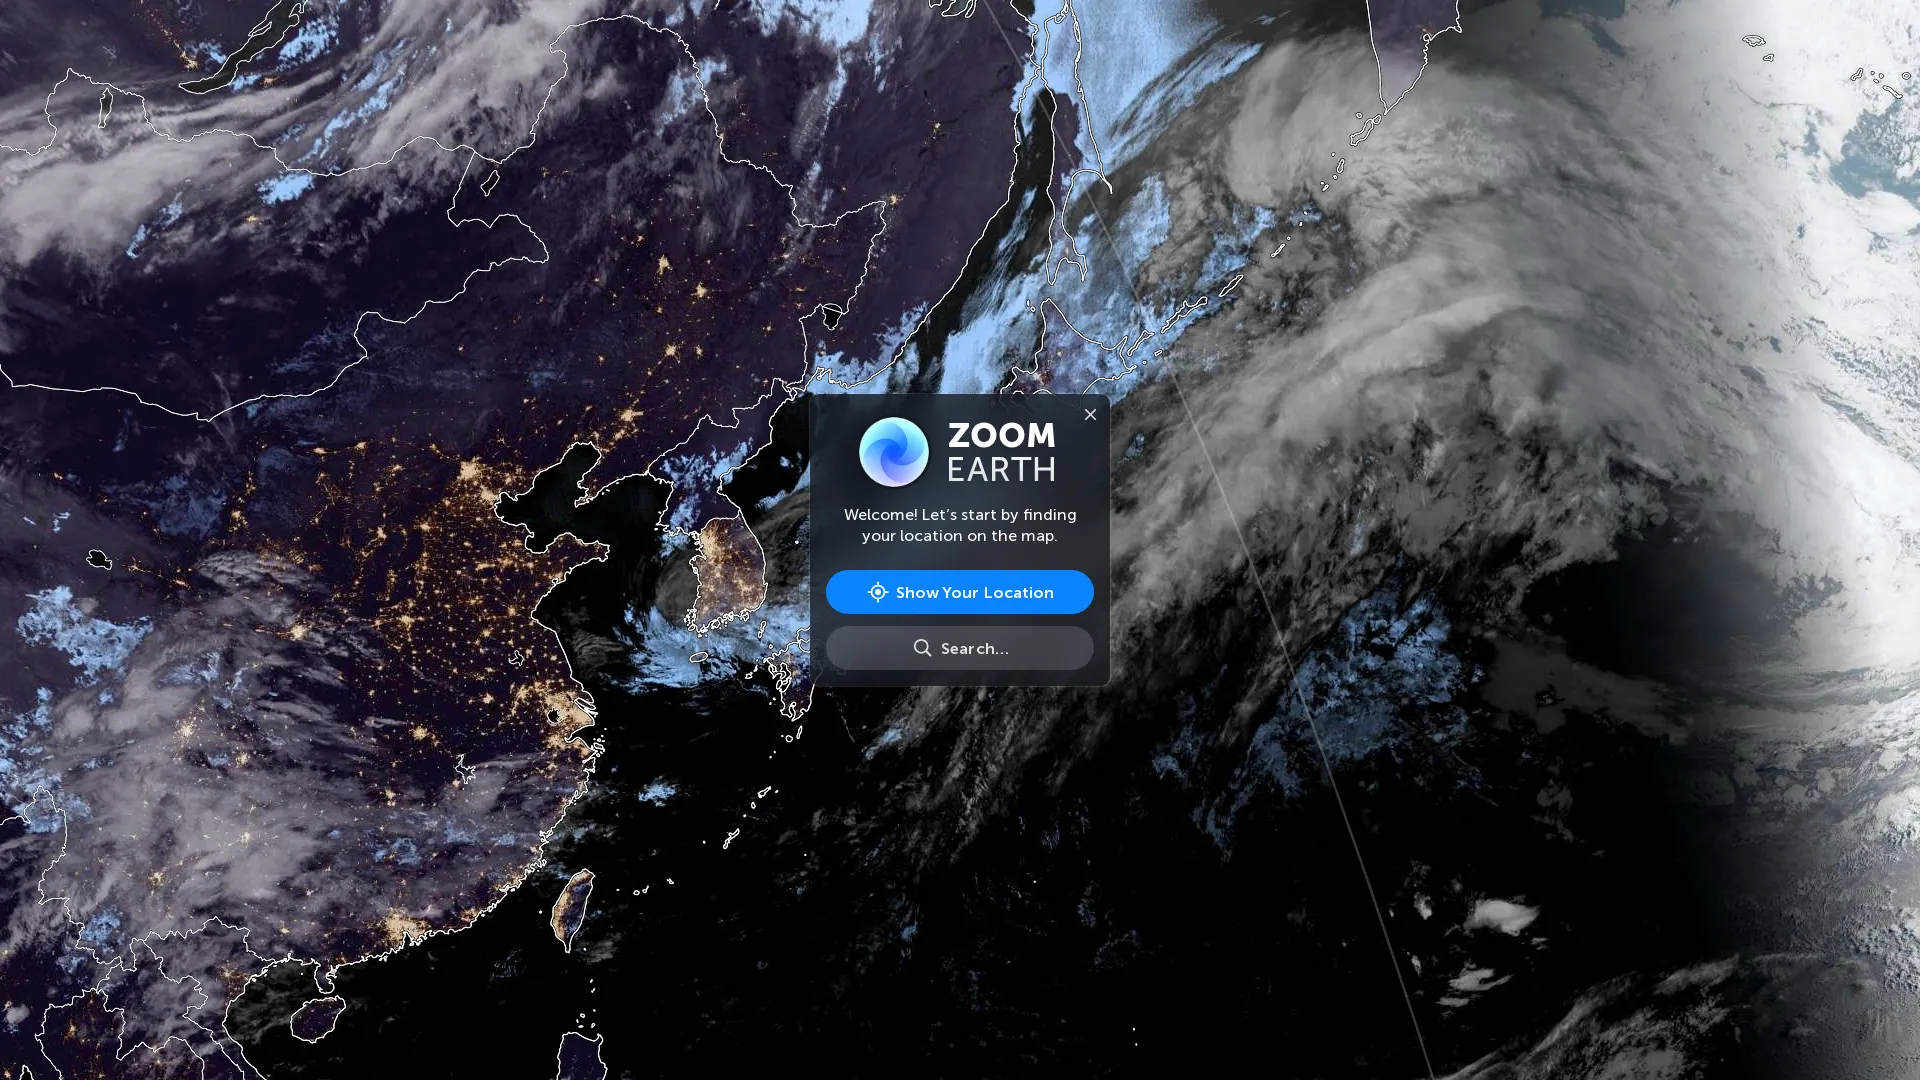 ZOOM
EARTH
Welcome! Let’s start by finding
your location on the map.
Show Your Location
Search...